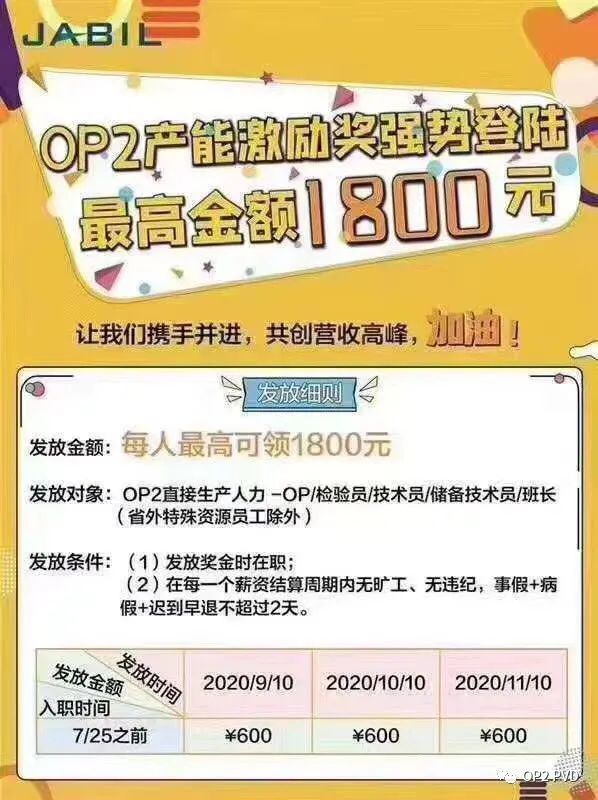 JABIL
OP2产能激励奖强势登陆
最高金额1800元
让我们携手并进，共创营收高峰，加油！
发放细则
发放金额：每人最高可领1800元
发放对象：OP2直接生产人力 -OP/检验员/技术员/储备技术员/班长
（省外特殊资源员工除外）
发放条件：（1）发放奖金时在职；
（2）在每一个薪资结算周期内无旷工、无违纪，事假+病
假+迟到早退不超过2天。
发放时间
发放金额
入职时间
2020/9/10 2020/10/10 2020/11/10
7/25之前 ¥600 ¥600 ¥600
OP2 PVD